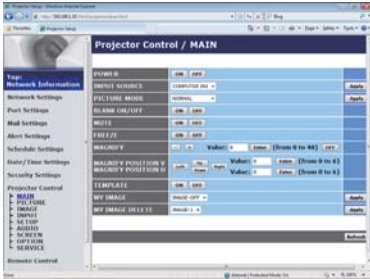 Projector Control / MAIN
Top:
Network Information
Network Settings
Port Settings
Mail Settings
Alert Settings
Schedule Settings
Date/Time Settings
Security Settings
Projector Control
MAIN
PICTURE
IMAGE
INPUT
SETUP
AUDIO
SCREEN
OPTION
SERVICE
Remote Control
POWER ON OFF
INPUT SOURCE COMPUTER IN1 Apply
PICTURE MODE NORMAL Apply
BLANK ON/OFF ON OFF
MUTE ON OFF
FREEZE ON OFF
MAGNIFY - + Value: 0 Enter (from 0 to 98) OFF
MAGNIFY POSITION V
MAGNIFY POSITION H
Left Up Down Right
Value: 0 Enter (from 0 to 6)
Value: 0 Enter (from 0 to 6)
TEMPLATE ON OFF
MY IMAGE IMAGE-OFF Apply
MY IMAGE DELETE IMAGE-1 Apply
Refresh